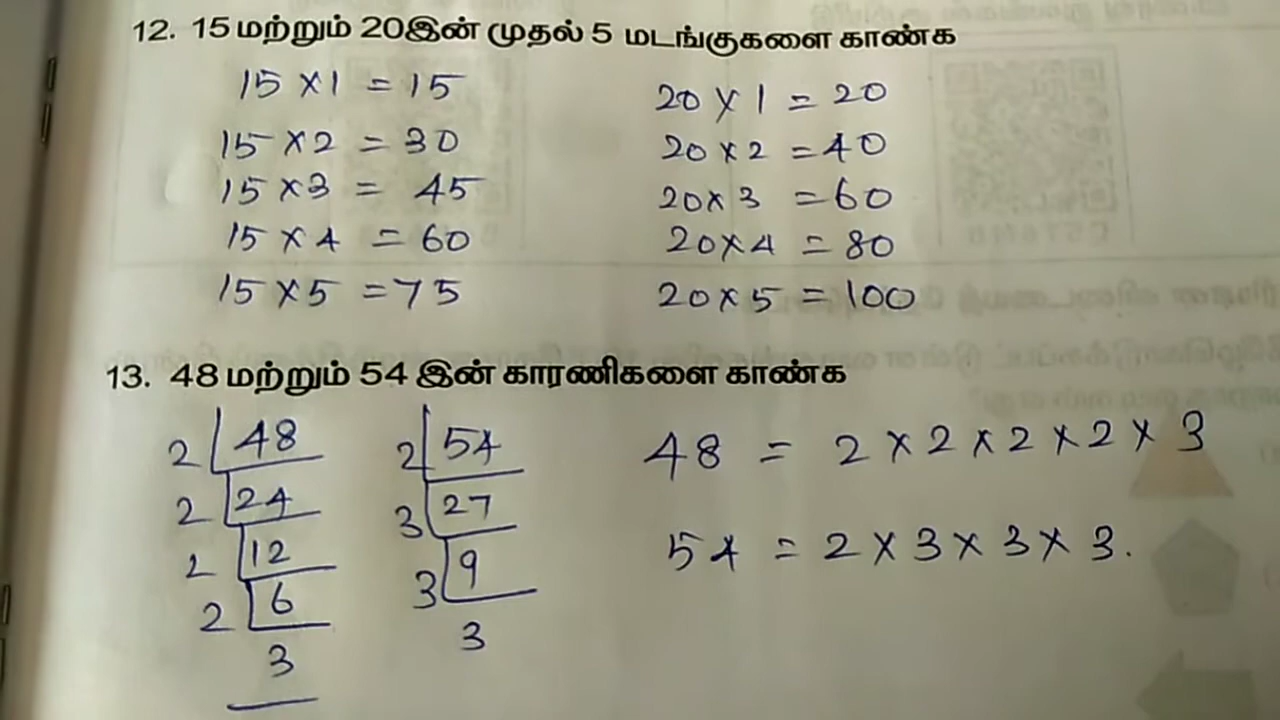 12. 15 மற்றும் 20இன் முதல் 5 மடங்குகளை காண்க
15 × 1 = 15
15 × 2 = 30
15 × 3 = 45
15 × 4 = 60
15 × 5 = 75
20 × 1 = 20
20 × 2 = 40
20 × 3 = 60
20 × 4 = 80
20 × 5 = 100
13. 48 மற்றும் 54 இன் காரணிகளை காண்க
2 48
2 24
2 12
2 6
3
2 54
3 27
3 9
3
48 = 2 × 2 × 2 × 2 × 3
54 = 2 × 3 × 3 × 3.